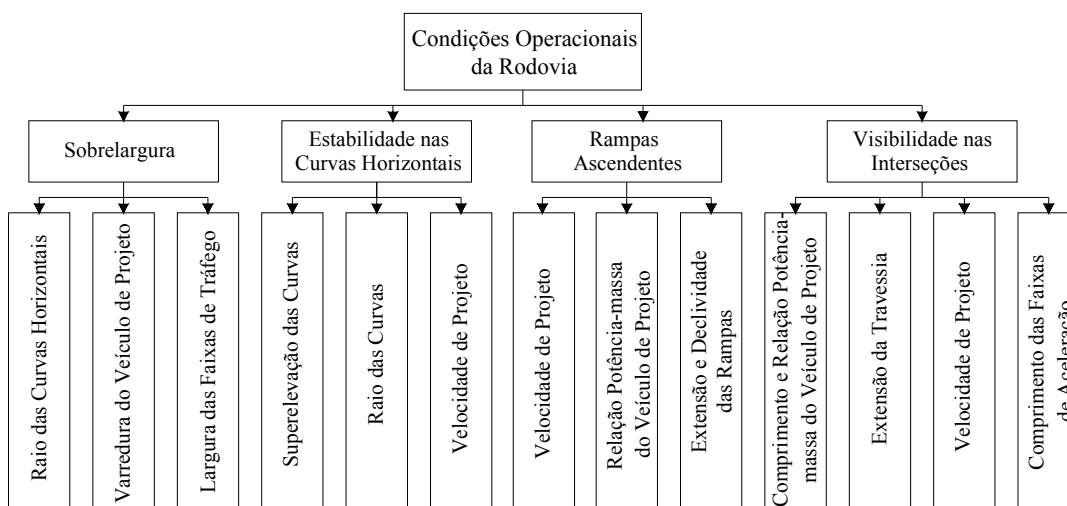 Condições Operacionais
da Rodovia
Sobrelargura
Estabilidade nas
Curvas Horizontais
Rampas
Ascendentes
Visibilidade nas
Interseções
Raio das Curvas Horizontais
Varredura do Veículo de Projeto
Largura das Faixas de Tráfego
Superelevação das Curvas
Raio das Curvas
Velocidade de Projeto
Velocidade de Projeto
Relação Potência-massa
do Veículo de Projeto
Extensão e Declividade
das Rampas
Comprimento e Relação Potência-
massa do Veículo de Projeto
Extensão da Travessia
Velocidade de Projeto
Comprimento das Faixas
de Aceleração